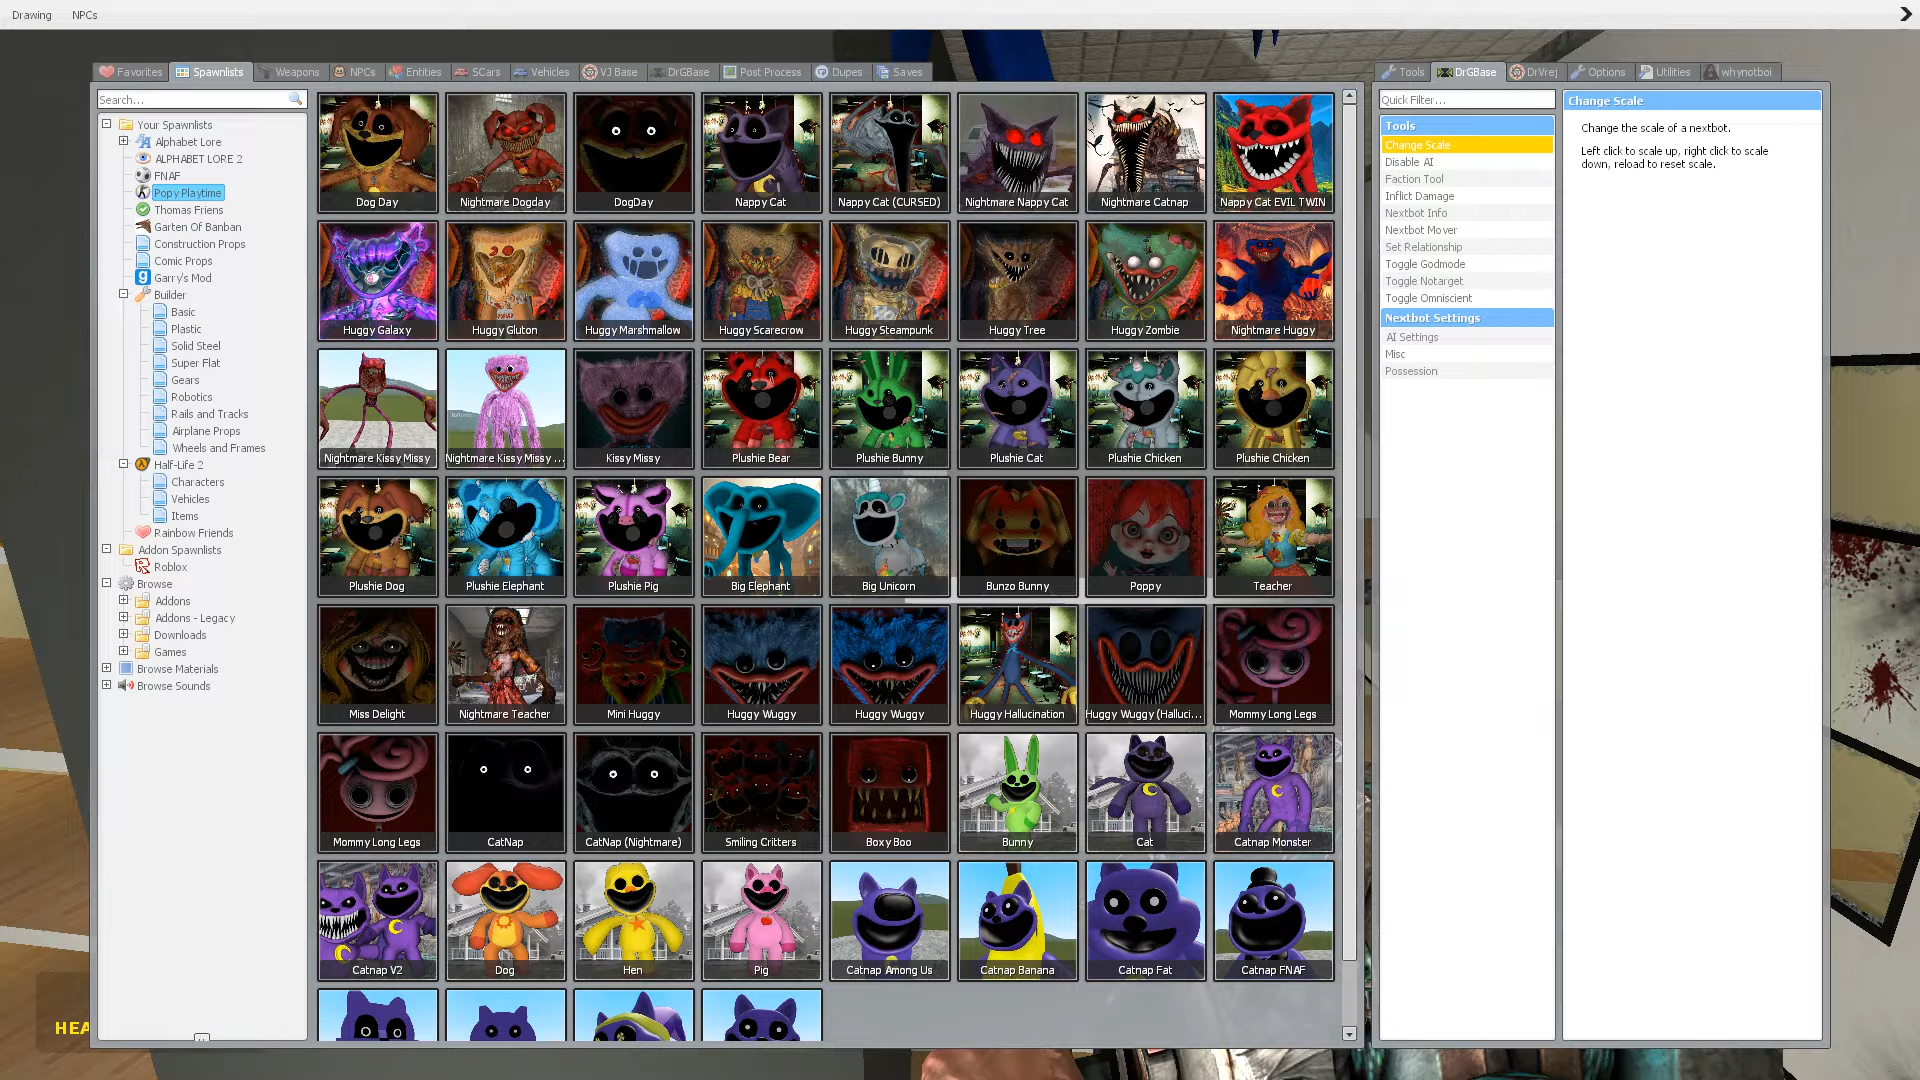 Drawing NPCs
Favorites Spawnlists Weapons NPCs Entities SCars Vehicles VJ Base DrGBase Post Process Dupes Saves
Search...
Your Spawnlists
Alphabet Lore
ALPHABET LORE 2
FNAF
Popy Playtime
Thomas Friens
Garten Of Banban
Construction Props
Comic Props
Garry's Mod
Builder
Basic
Plastic
Solid Steel
Super Flat
Gears
Robotics
Rails and Tracks
Airplane Props
Wheels and Frames
Half-Life 2
Characters
Vehicles
Items
Rainbow Friends
Addon Spawnlists
Roblox
Browse
Addons
Addons - Legacy
Downloads
Games
Browse Materials
Browse Sounds
Dog Day Nightmare Dogday DogDay Nappy Cat Nappy Cat (CURSED) Nightmare Nappy Cat Nightmare Catnap Nappy Cat EVIL TWIN
Huggy Galaxy Huggy Gluton Huggy Marshmallow Huggy Scarecrow Huggy Steampunk Huggy Tree Huggy Zombie Nightmare Huggy
Nightmare Kissy Missy Nightmare Kissy Missy ... Kissy Missy Plushie Bear Plushie Bunny Plushie Cat Plushie Chicken Plushie Chicken
Plushie Dog Plushie Elephant Plushie Pig Big Elephant Big Unicorn Bunzo Bunny Poppy Teacher
Miss Delight Nightmare Teacher Mini Huggy Huggy Wuggy Huggy Wuggy Huggy Hallucination Huggy Wuggy (Halluci... Mommy Long Legs
Mommy Long Legs CatNap CatNap (Nightmare) Smiling Critters Boxy Boo Bunny Cat Catnap Monster
Catnap V2 Dog Hen Pig Catnap Among Us Catnap Banana Catnap Fat Catnap FNAF
Tools DrGBase DrVrej Options Utilities whynotboi
Quick Filter...
Tools
Change Scale
Disable AI
Faction Tool
Inflict Damage
Nextbot Info
Nextbot Mover
Set Relationship
Toggle Godmode
Toggle Notarget
Toggle Omniscient
Nextbot Settings
AI Settings
Misc
Possession
Change Scale
Change the scale of a nextbot.
Left click to scale up, right click to scale
down, reload to reset scale.
HEA